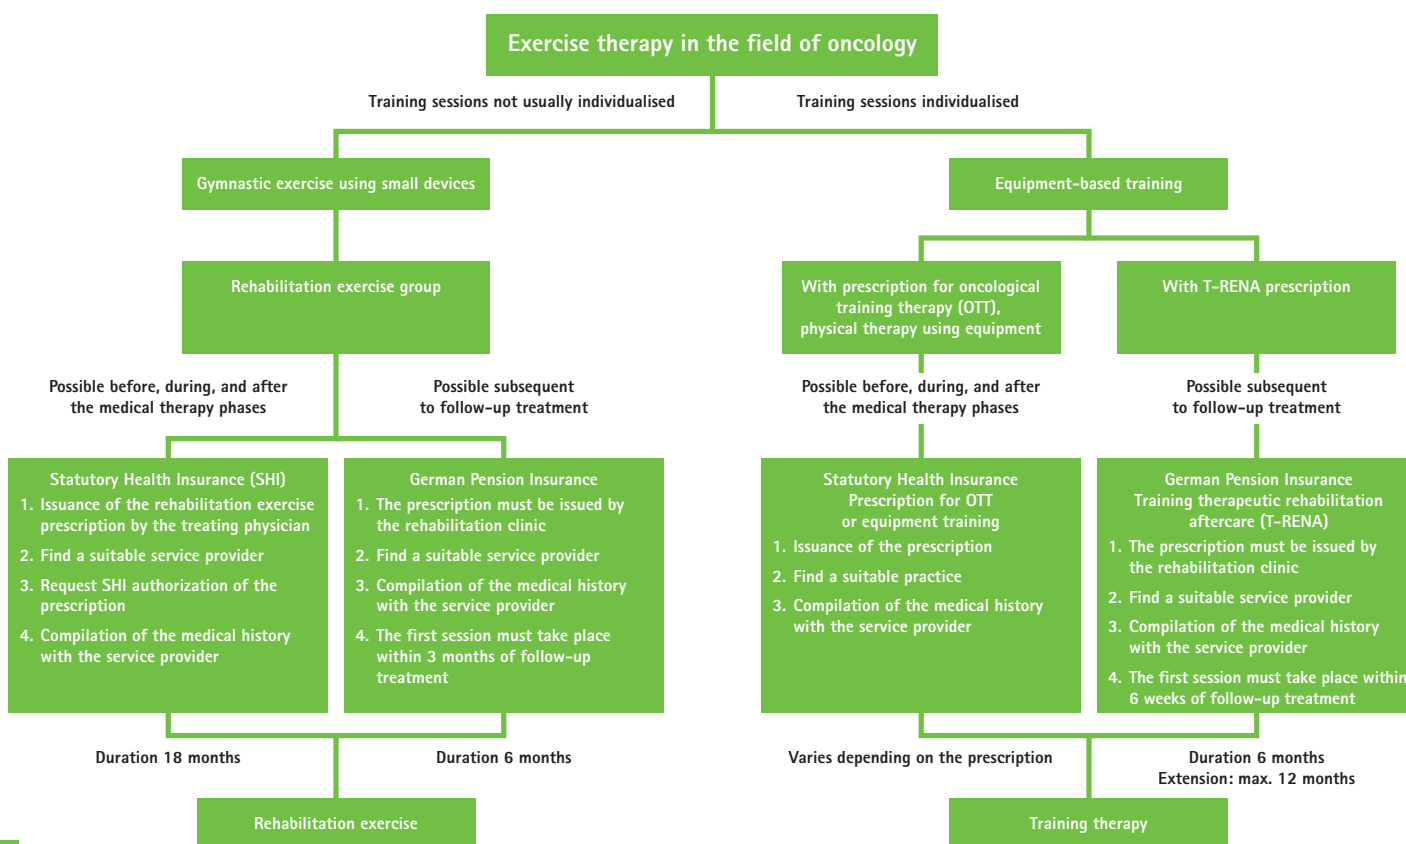 Exercise therapy in the field of oncology
Training sessions not usually individualised
Training sessions individualised
Gymnastic exercise using small devices
Equipment-based training
Rehabilitation exercise group
With prescription for oncological
training therapy (OTT),
physical therapy using equipment
With T-RENA prescription
Possible before, during, and after
the medical therapy phases
Possible subsequent
to follow-up treatment
Possible before, during, and after
the medical therapy phases
Possible subsequent
to follow-up treatment
Statutory Health Insurance (SHI)
1. Issuance of the rehabilitation exercise
prescription by the treating physician
2. Find a suitable service provider
3. Request SHI authorization of the
prescription
4. Compilation of the medical history
with the service provider
German Pension Insurance
1. The prescription must be issued by
the rehabilitation clinic
2. Find a suitable service provider
3. Compilation of the medical history
with the service provider
4. The first session must take place
within 3 months of follow-up
treatment
Statutory Health Insurance
Prescription for OTT
or equipment training
1. Issuance of the prescription
2. Find a suitable practice
3. Compilation of the medical history
with the service provider
German Pension Insurance
Training therapeutic rehabilitation
aftercare (T-RENA)
1. The prescription must be issued by
the rehabilitation clinic
2. Find a suitable service provider
3. Compilation of the medical history
with the service provider
4. The first session must take place within
6 weeks of follow-up treatment
Duration 18 months
Duration 6 months
Varies depending on the prescription
Duration 6 months
Extension: max. 12 months
Rehabilitation exercise
Training therapy